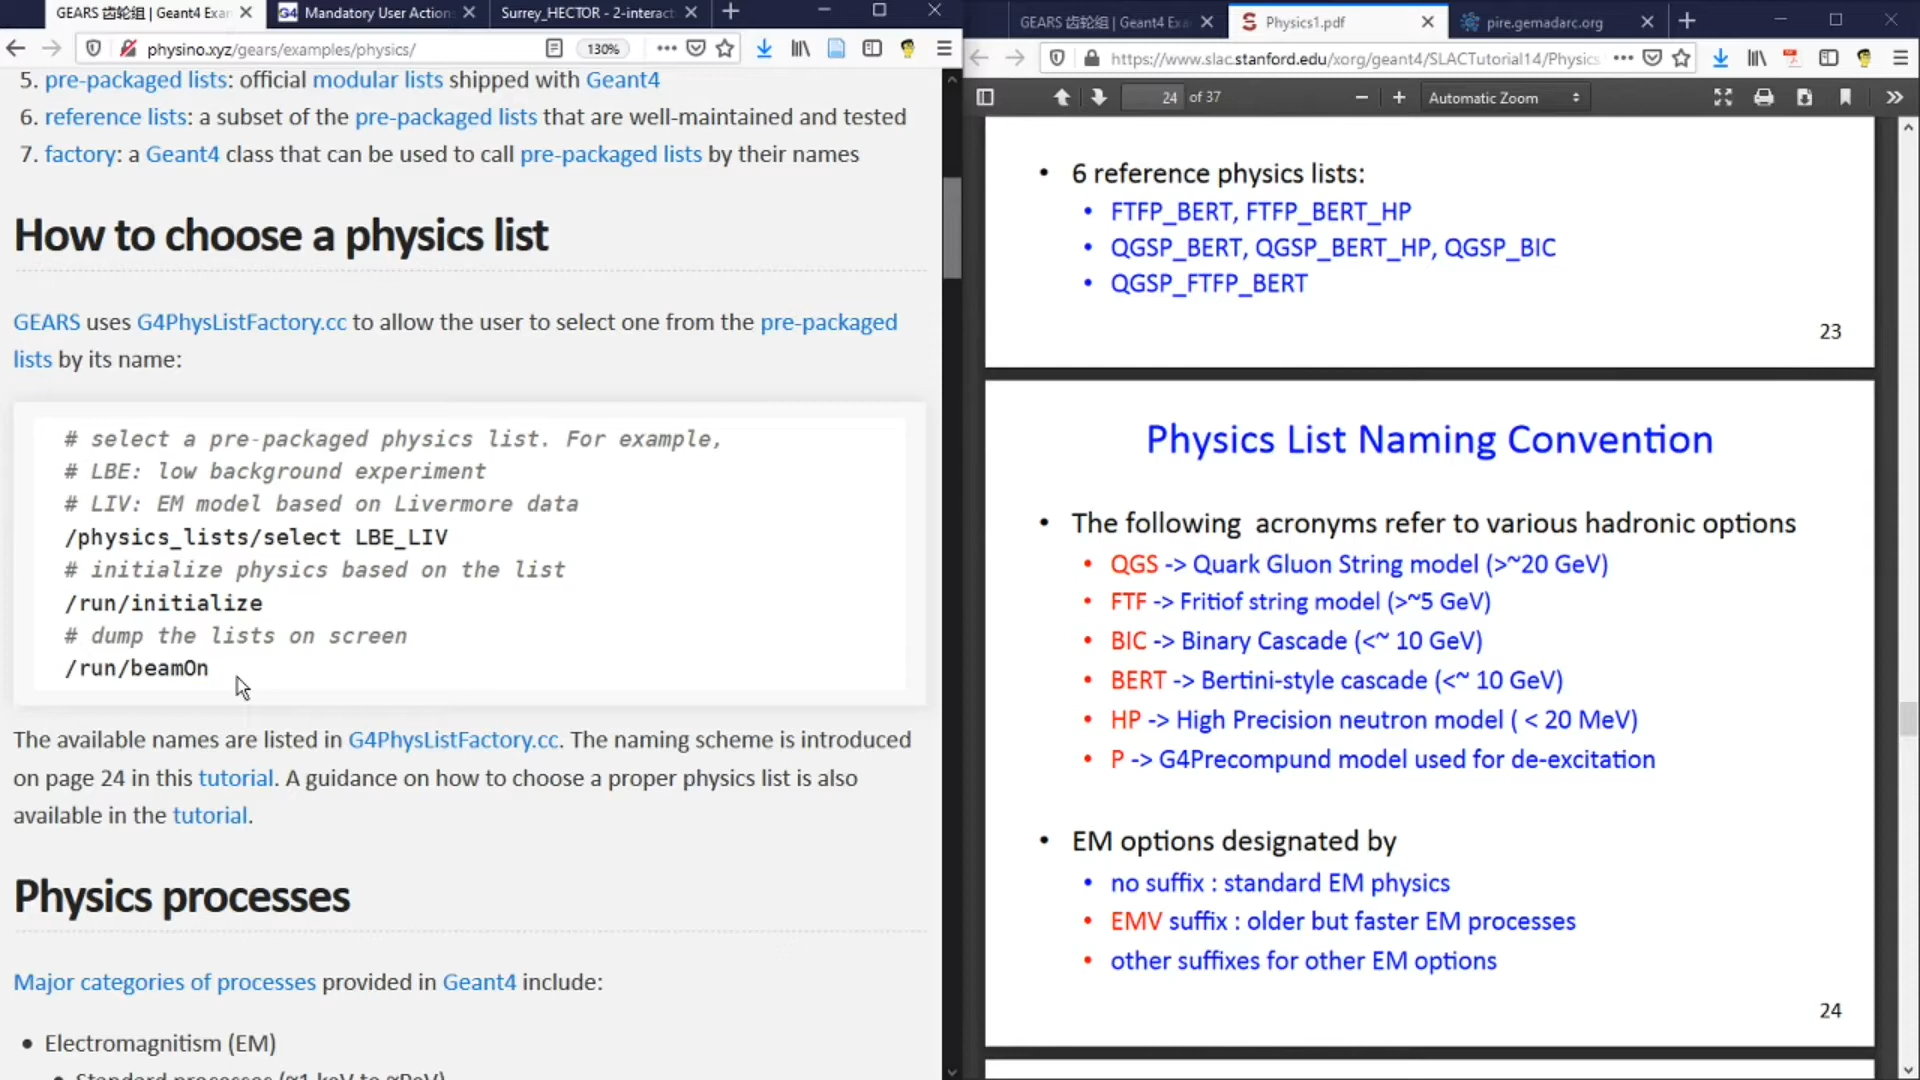 GEARS 齿轮组 | Geant4 Exar
Mandatory User Action
Surrey_HECTOR - 2-interact
physino.xyz/gears/examples/physics/
130%
5. pre-packaged lists: official modular lists shipped with Geant4
6. reference lists: a subset of the pre-packaged lists that are well-maintained and tested
7. factory: a Geant4 class that can be used to call pre-packaged lists by their names
How to choose a physics list
GEARS uses G4PhysListFactory.cc to allow the user to select one from the pre-packaged
lists by its name:
# select a pre-packaged physics list. For example,
# LBE: low background experiment
# LIV: EM model based on Livermore data
/physics_lists/select LBE_LIV
# initialize physics based on the list
/run/initialize
# dump the lists on screen
/run/beamOn
The available names are listed in G4PhysListFactory.cc. The naming scheme is introduced
on page 24 in this tutorial. A guidance on how to choose a proper physics list is also
available in the tutorial.
Physics processes
Major categories of processes provided in Geant4 include:
• Electromagnitism (EM)
• Standard processes (~1 keV to ~PeV)
GEARS 齿轮组 | Geant4 Exa
Physics1.pdf
pire.gemadarc.org
https://www.slac.stanford.edu/xorg/geant4/SLACTutorial14/Physics
24 of 37
Automatic Zoom
• 6 reference physics lists:
• FTFP_BERT, FTFP_BERT_HP
• QGSP_BERT, QGSP_BERT_HP, QGSP_BIC
• QGSP_FTFP_BERT
23
Physics List Naming Convention
• The following acronyms refer to various hadronic options
• QGS -> Quark Gluon String model (>~20 GeV)
• FTF -> Fritiof string model (>~5 GeV)
• BIC -> Binary Cascade (<~ 10 GeV)
• BERT -> Bertini-style cascade (<~ 10 GeV)
• HP -> High Precision neutron model ( < 20 MeV)
• P -> G4Precompund model used for de-excitation
• EM options designated by
• no suffix : standard EM physics
• EMV suffix : older but faster EM processes
• other suffixes for other EM options
24